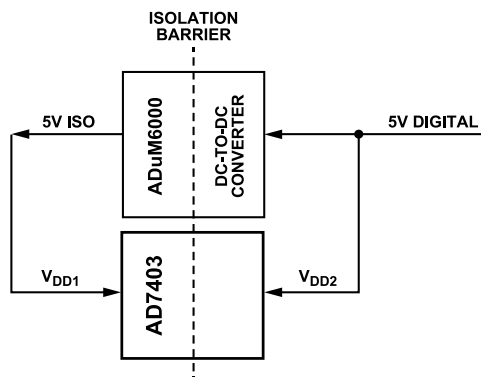 ISOLATION
BARRIER
5V ISO
ADuM6000
DC-TO-DC
CONVERTER
5V DIGITAL
VDD1
AD7403
VDD2